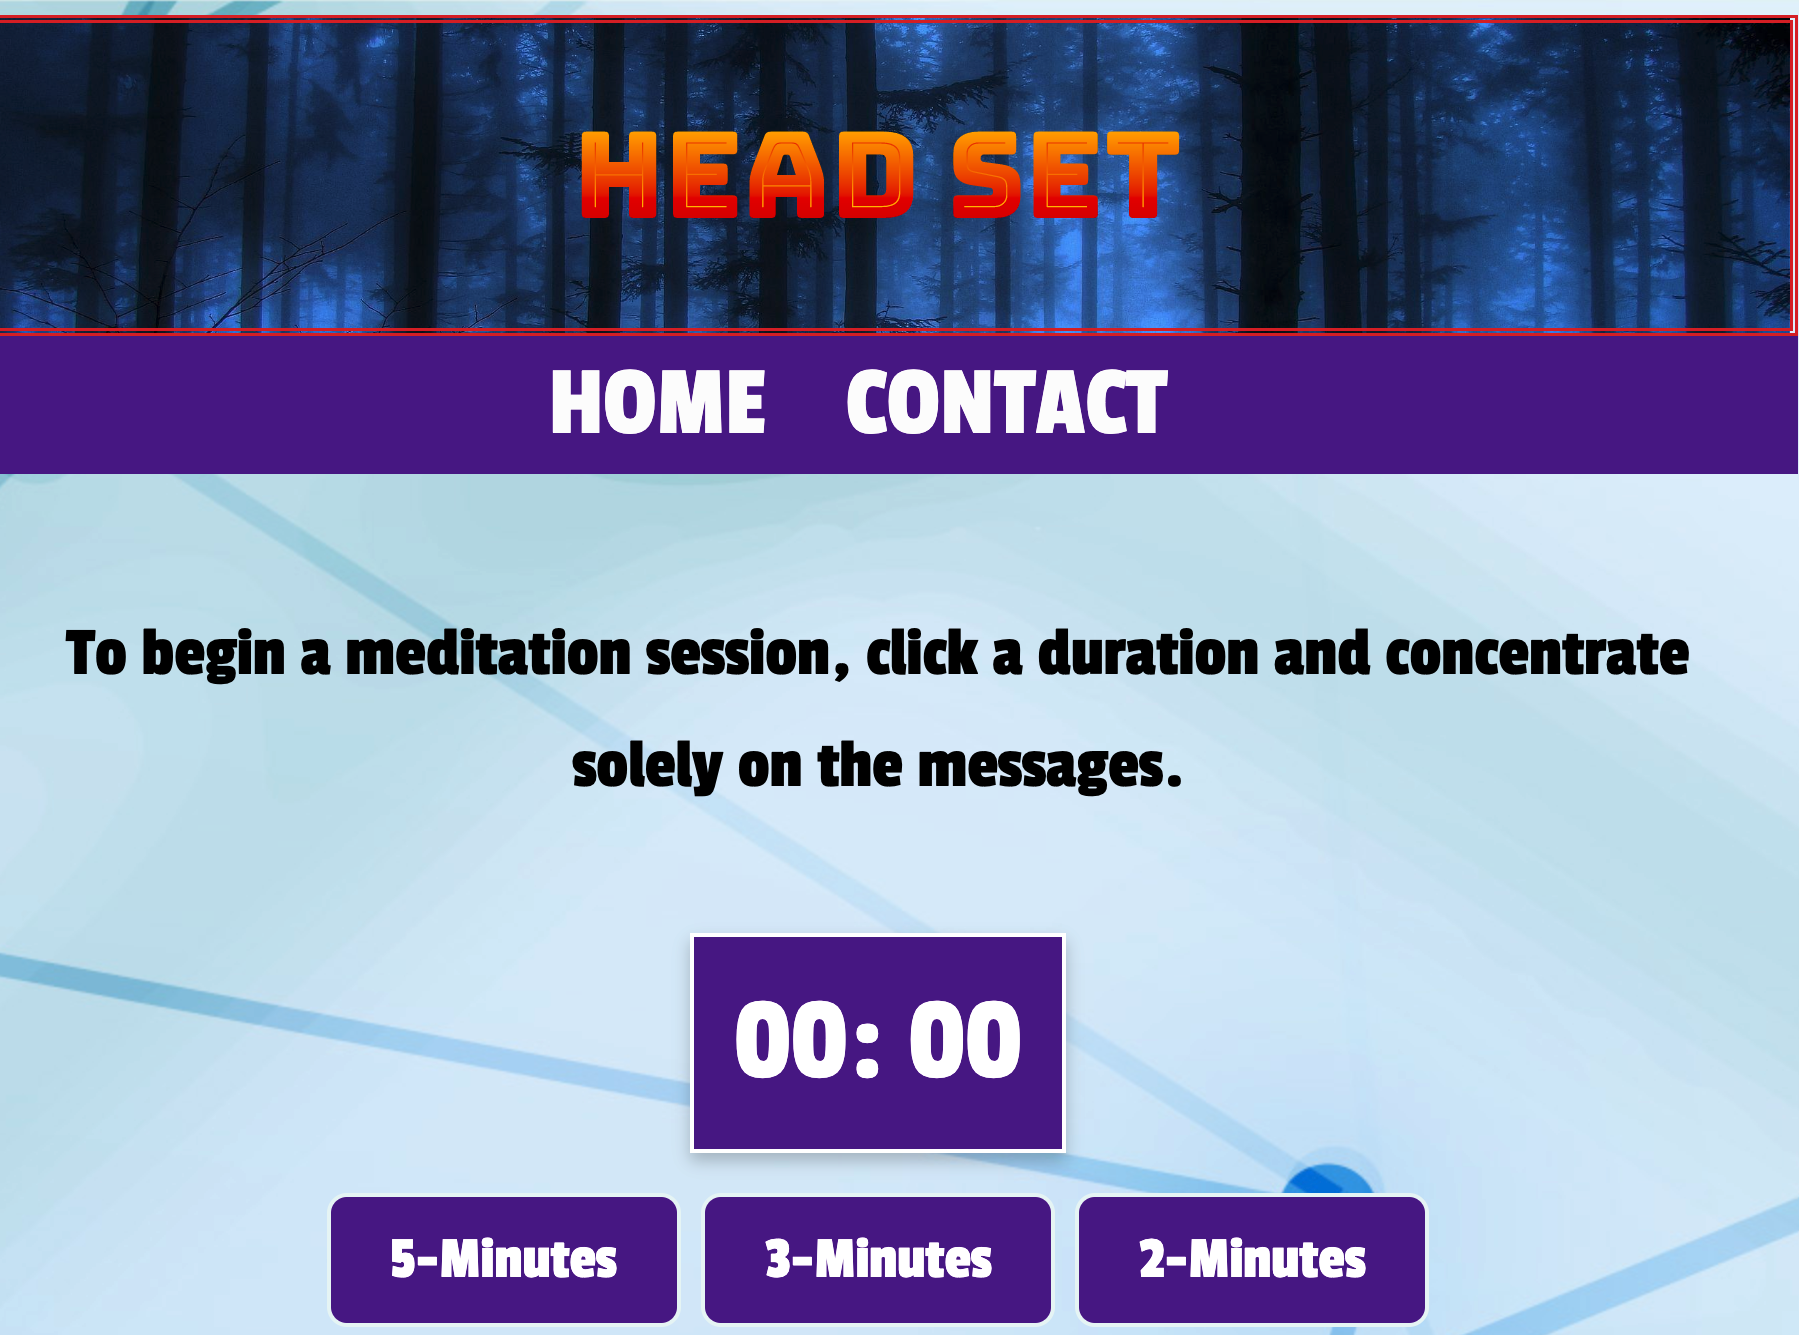 HEAD SET
HOME CONTACT
To begin a meditation session, click a duration and concentrate
solely on the messages.
00: 00
5-Minutes 3-Minutes 2-Minutes